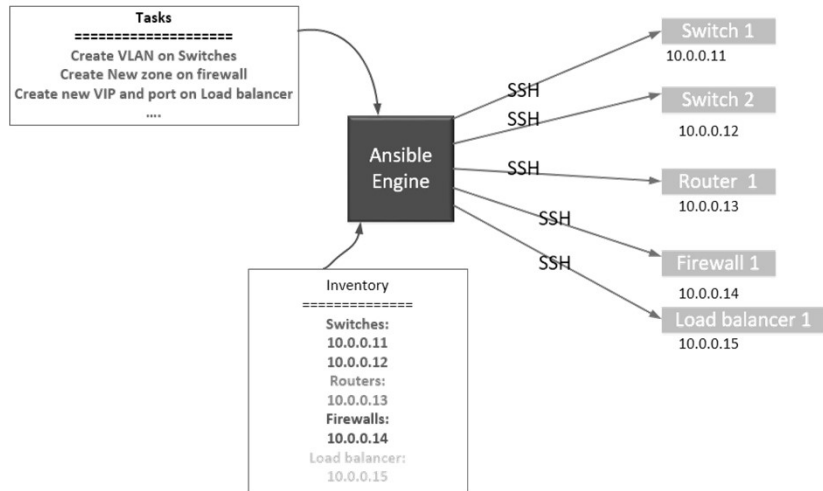 Tasks
====================
Create VLAN on Switches
Create New zone on firewall
Create new VIP and port on Load balancer
....
Ansible
Engine
SSH
SSH
SSH
SSH
SSH
Switch 1
10.0.0.11
Switch 2
10.0.0.12
Router 1
10.0.0.13
Firewall 1
10.0.0.14
Load balancer 1
10.0.0.15
Inventory
==============
Switches:
10.0.0.11
10.0.0.12
Routers:
10.0.0.13
Firewalls:
10.0.0.14
Load balancer:
10.0.0.15